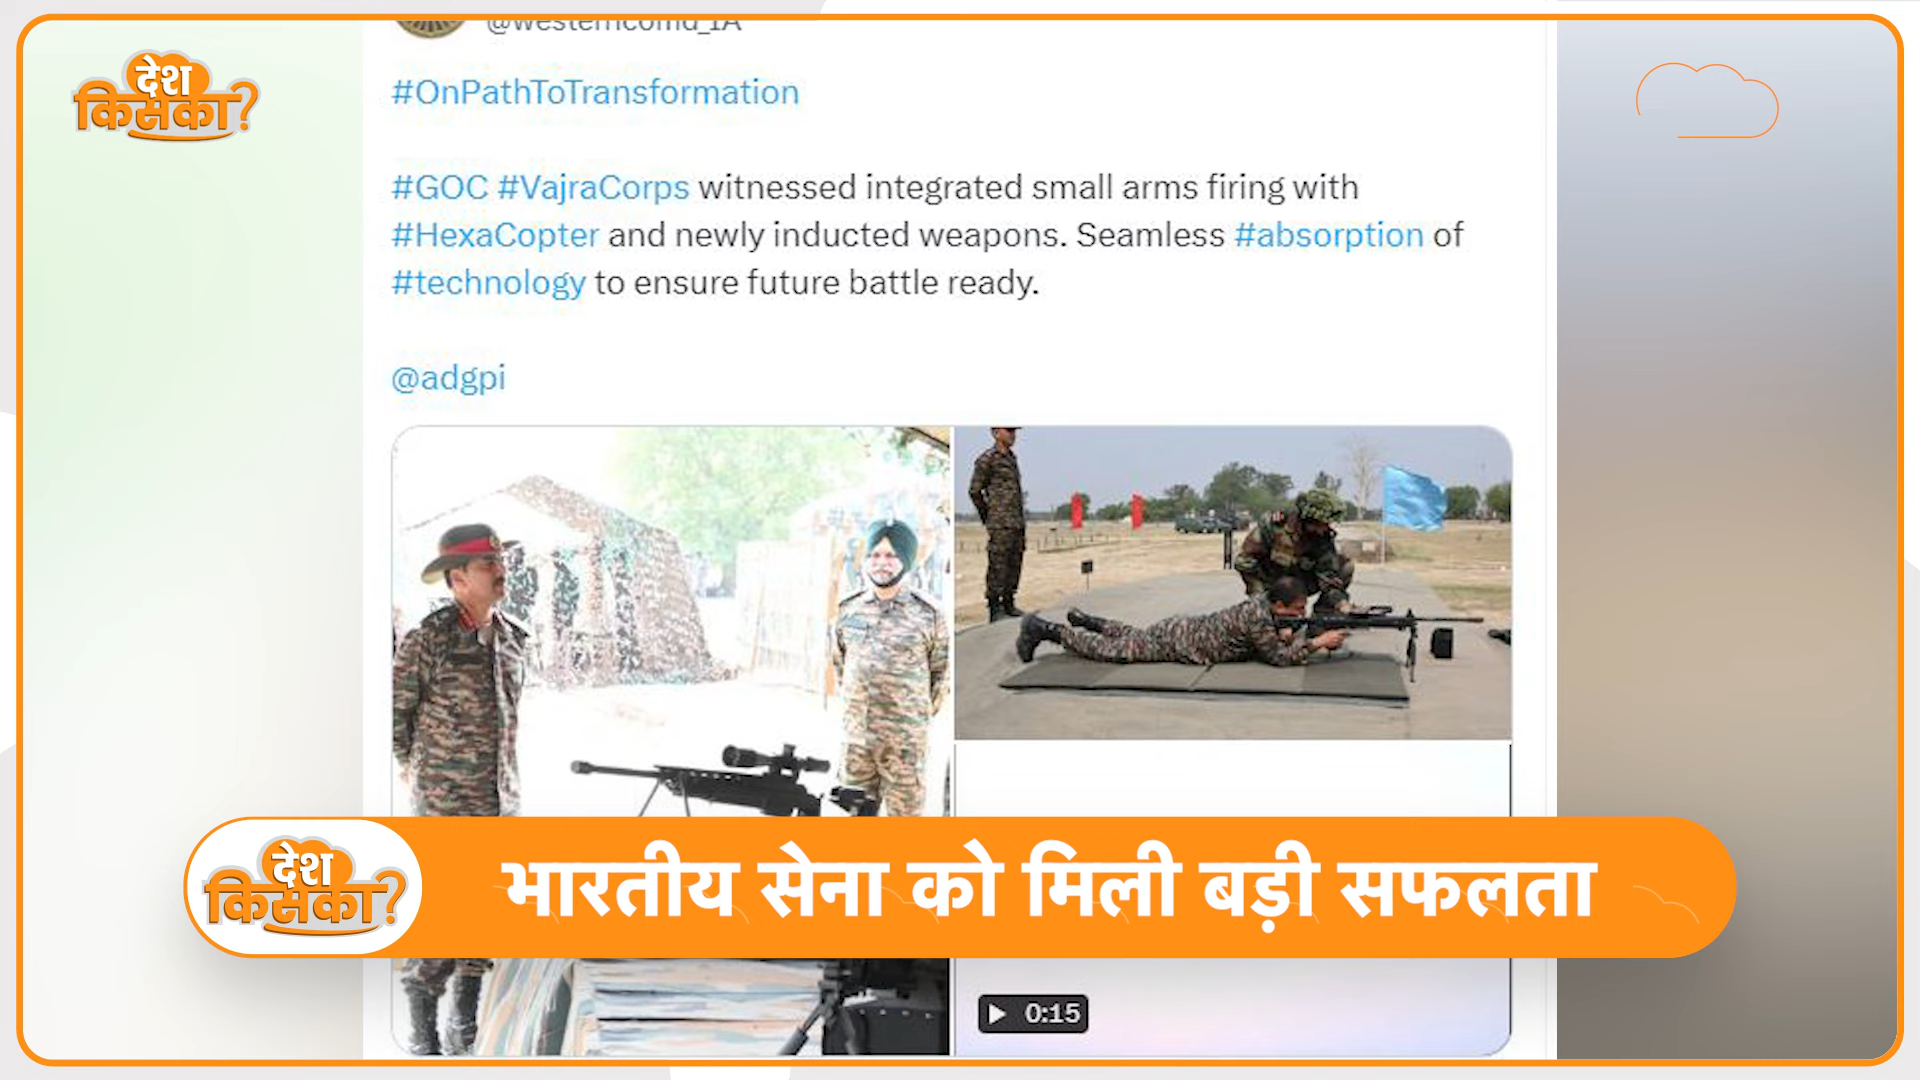 @westerncomd_IA
देश
किसका?
#OnPathToTransformation
#GOC #VajraCorps witnessed integrated small arms firing with
#HexaCopter and newly inducted weapons. Seamless #absorption of
#technology to ensure future battle ready.
@adgpi
देश
किसका?
भारतीय सेना को मिली बड़ी सफलता
0:15